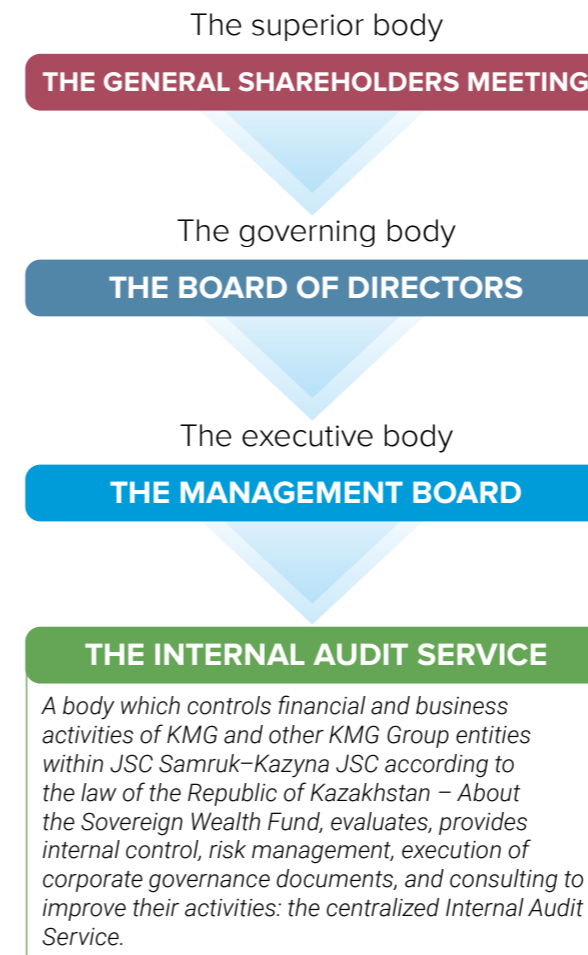 The superior body
THE GENERAL SHAREHOLDERS MEETING
The governing body
THE BOARD OF DIRECTORS
The executive body
THE MANAGEMENT BOARD
THE INTERNAL AUDIT SERVICE
A body which controls financial and business
activities of KMG and other KMG Group entities
within JSC Samruk–Kazyna JSC according to
the law of the Republic of Kazakhstan – About
the Sovereign Wealth Fund, evaluates, provides
internal control, risk management, execution of
corporate governance documents, and consulting to
improve their activities: the centralized Internal Audit
Service.